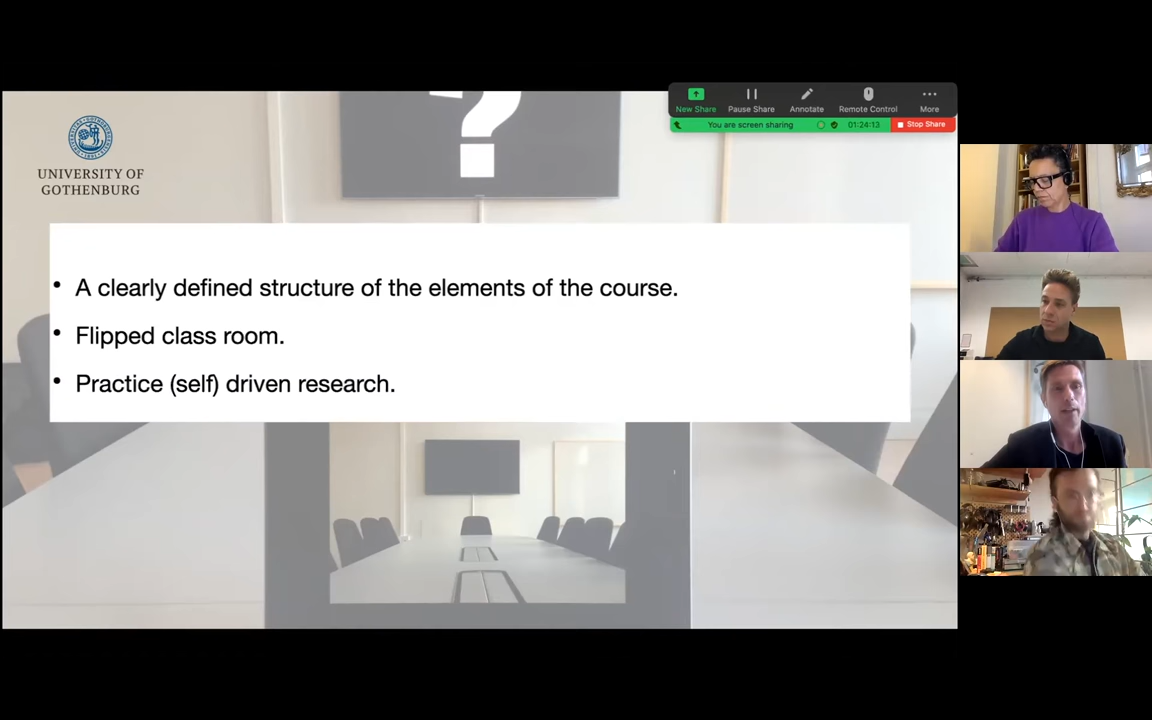 New Share
Pause Share
Annotate
Remote Control
More
You are screen sharing
01:24:13
Stop Share
UNIVERSITY OF
GOTHENBURG
?
• A clearly defined structure of the elements of the course.
• Flipped class room.
• Practice (self) driven research.